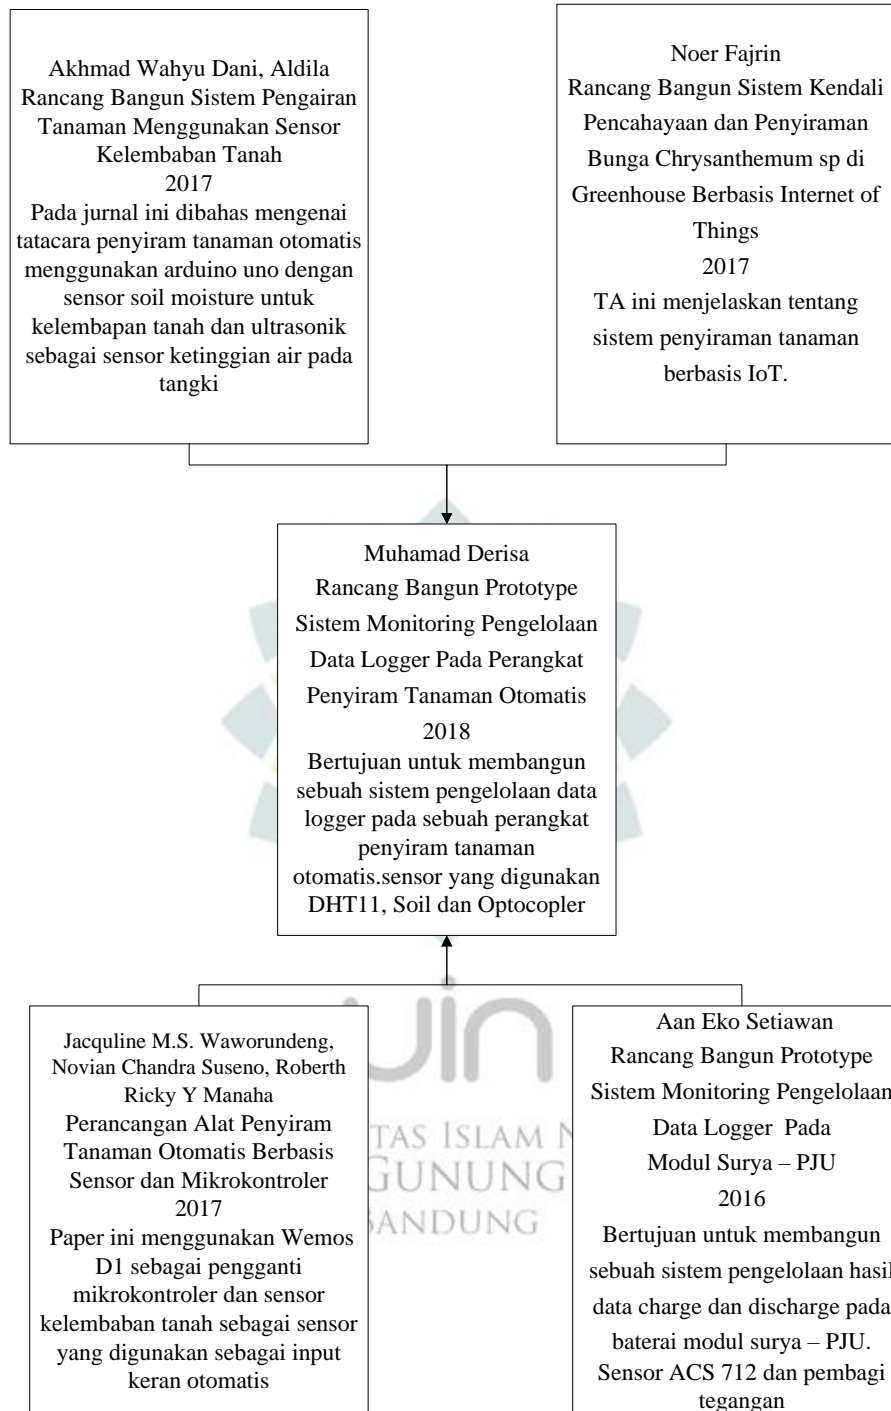 Akhmad Wahyu Dani, Aldila
Rancang Bangun Sistem Pengairan
Tanaman Menggunakan Sensor
Kelembaban Tanah
2017
Pada jurnal ini dibahas mengenai
tatacara penyiram tanaman otomatis
menggunakan arduino uno dengan
sensor soil moisture untuk
kelembapan tanah dan ultrasonik
sebagai sensor ketinggian air pada
tangki
Noer Fajrin
Rancang Bangun Sistem Kendali
Pencahayaan dan Penyiraman
Bunga Chrysanthemum sp di
Greenhouse Berbasis Internet of
Things
2017
TA ini menjelaskan tentang
sistem penyiraman tanaman
berbasis IoT.
Muhamad Derisa
Rancang Bangun Prototype
Sistem Monitoring Pengelolaan
Data Logger Pada Perangkat
Penyiram Tanaman Otomatis
2018
Bertujuan untuk membangun
sebuah sistem pengelolaan data
logger pada sebuah perangkat
penyiram tanaman
otomatis.sensor yang digunakan
DHT11, Soil dan Optocopler
Jacquline M.S. Waworundeng,
Novian Chandra Suseno, Roberth
Ricky Y Manaha
Perancangan Alat Penyiram
Tanaman Otomatis Berbasis
Sensor dan Mikrokontroler
2017
Paper ini menggunakan Wemos
D1 sebagai pengganti
mikrokontroler dan sensor
kelembaban tanah sebagai sensor
yang digunakan sebagai input
keran otomatis
uin
TAS ISLAM N
GUNUNG
BANDUNG
Aan Eko Setiawan
Rancang Bangun Prototype
Sistem Monitoring Pengelolaan
Data Logger Pada
Modul Surya – PJU
2016
Bertujuan untuk membangun
sebuah sistem pengelolaan hasil
data charge dan discharge pada
baterai modul surya – PJU.
Sensor ACS 712 dan pembagi
tegangan